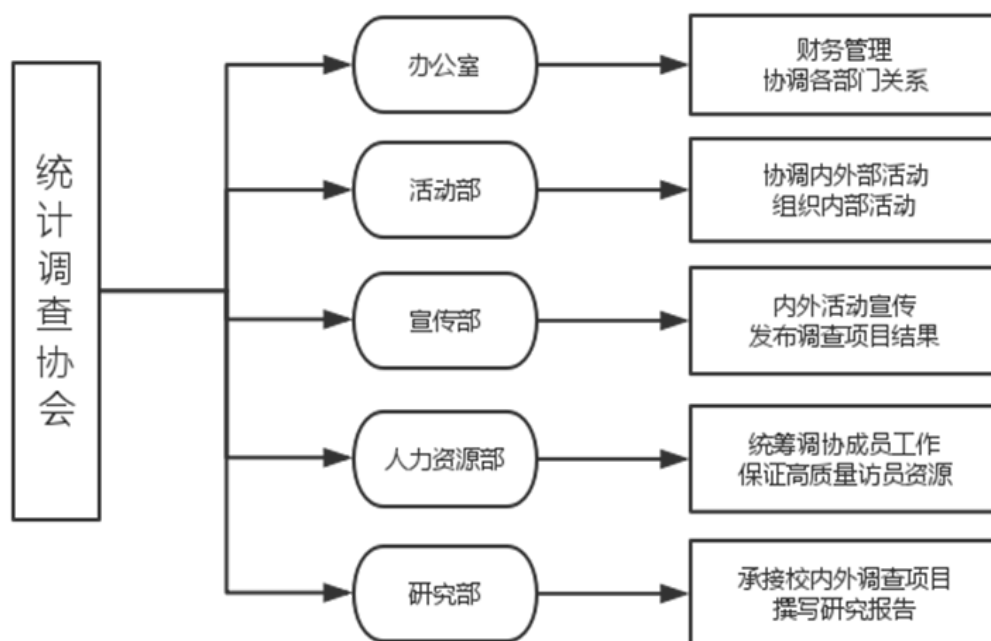 统计调查协会
办公室
财务管理
协调各部门关系
活动部
协调内外部活动
组织内部活动
宣传部
内外活动宣传
发布调查项目结果
人力资源部
统筹调协成员工作
保证高质量访员资源
研究部
承接校内外调查项目
撰写研究报告